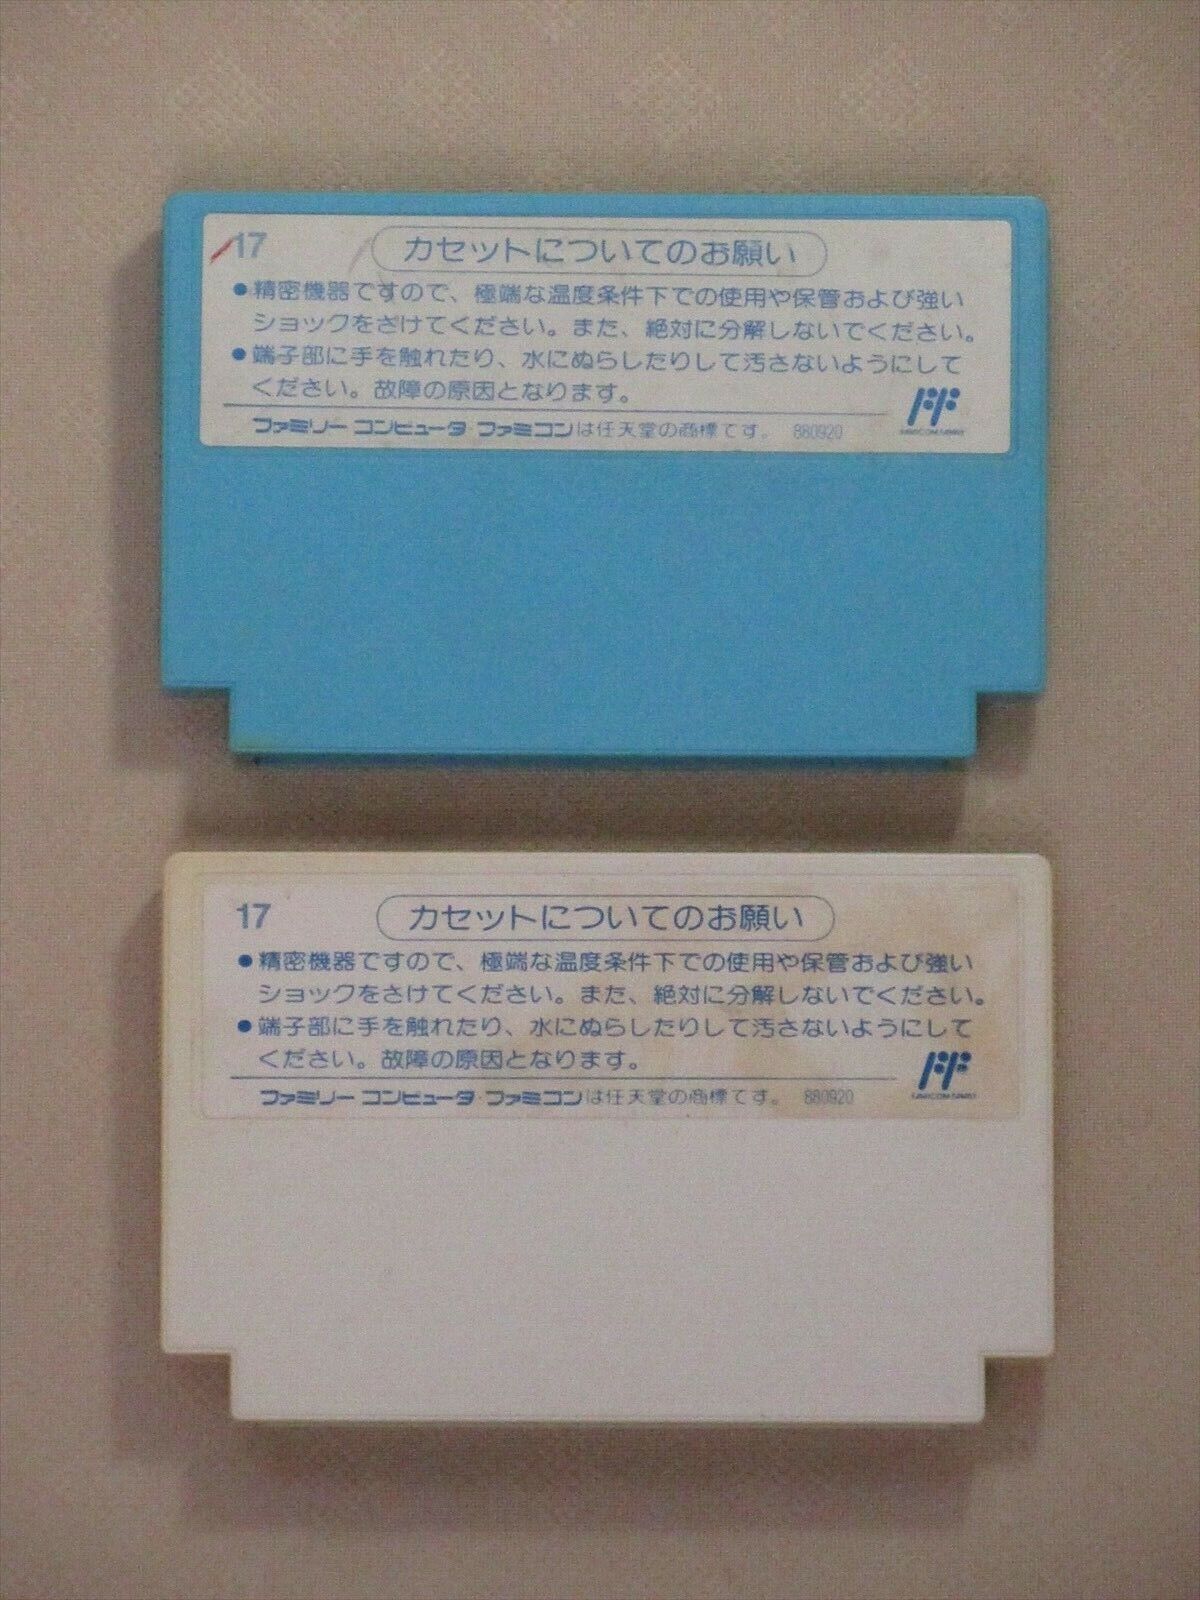 17
カセットについてのお願い
●精密機器ですので、極端な温度条件下での使用や保管および強い
ショックをさけてください。また、絶対に分解しないでください。
●端子部に手を触れたり、水にぬらしたりして汚さないようにして
ください。故障の原因となります。
ファミリー コンピュータ・ファミコンは任天堂の商標です。 880920
FF
FAMICOM FAMILY
17
カセットについてのお願い
●精密機器ですので、極端な温度条件下での使用や保管および強い
ショックをさけてください。また、絶対に分解しないでください。
●端子部に手を触れたり、水にぬらしたりして汚さないようにして
ください。故障の原因となります。
ファミリー コンピュータ・ファミコンは任天堂の商標です。 880920
FF
FAMICOM FAMILY